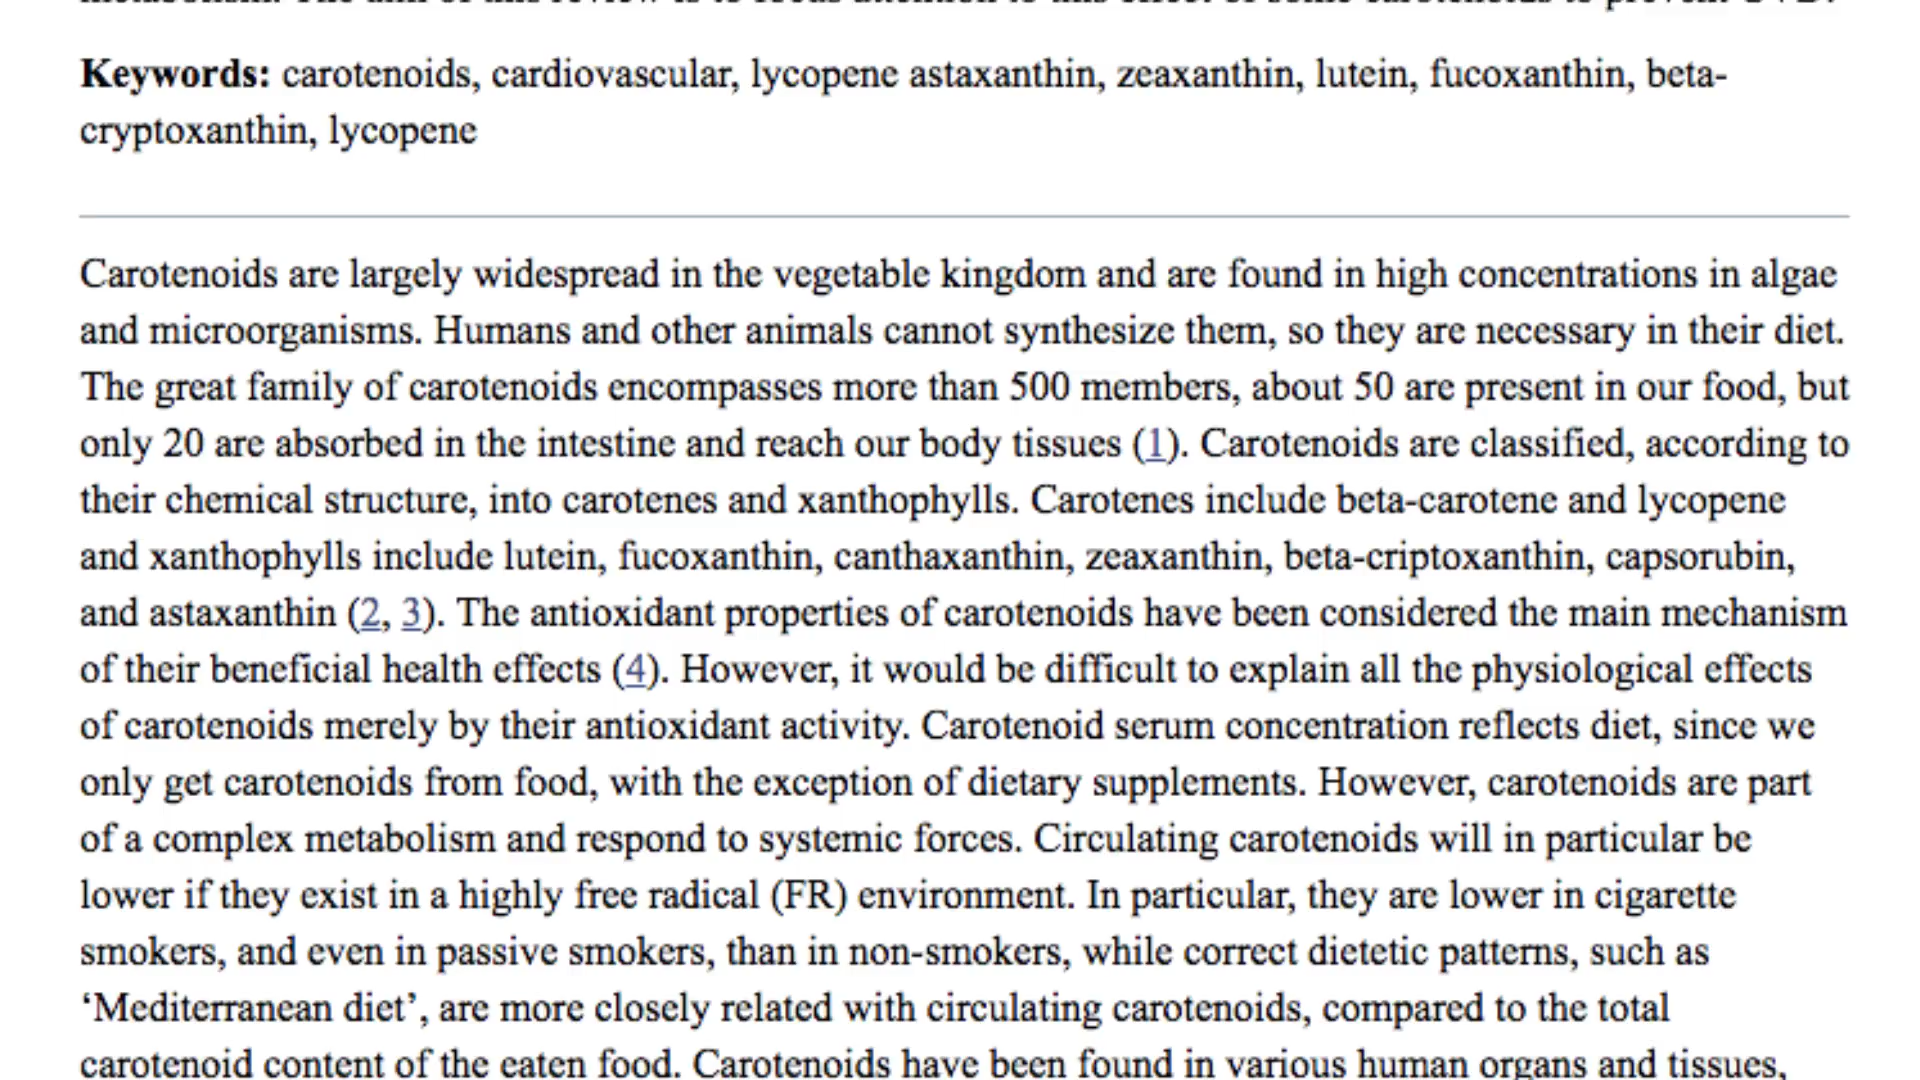 Keywords: carotenoids, cardiovascular, lycopene astaxanthin, zeaxanthin, lutein, fucoxanthin, beta-
cryptoxanthin, lycopene
Carotenoids are largely widespread in the vegetable kingdom and are found in high concentrations in algae
and microorganisms. Humans and other animals cannot synthesize them, so they are necessary in their diet.
The great family of carotenoids encompasses more than 500 members, about 50 are present in our food, but
only 20 are absorbed in the intestine and reach our body tissues (1). Carotenoids are classified, according to
their chemical structure, into carotenes and xanthophylls. Carotenes include beta-carotene and lycopene
and xanthophylls include lutein, fucoxanthin, canthaxanthin, zeaxanthin, beta-criptoxanthin, capsorubin,
and astaxanthin (2, 3). The antioxidant properties of carotenoids have been considered the main mechanism
of their beneficial health effects (4). However, it would be difficult to explain all the physiological effects
of carotenoids merely by their antioxidant activity. Carotenoid serum concentration reflects diet, since we
only get carotenoids from food, with the exception of dietary supplements. However, carotenoids are part
of a complex metabolism and respond to systemic forces. Circulating carotenoids will in particular be
lower if they exist in a highly free radical (FR) environment. In particular, they are lower in cigarette
smokers, and even in passive smokers, than in non-smokers, while correct dietetic patterns, such as
‘Mediterranean diet’, are more closely related with circulating carotenoids, compared to the total
carotenoid content of the eaten food. Carotenoids have been found in various human organs and tissues,